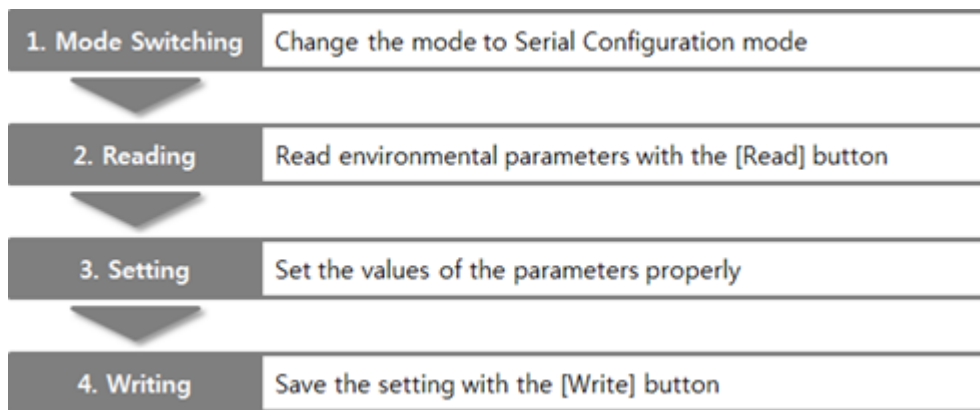 1. Mode Switching Change the mode to Serial Configuration mode
2. Reading Read environmental parameters with the [Read] button
3. Setting Set the values of the parameters properly
4. Writing Save the setting with the [Write] button